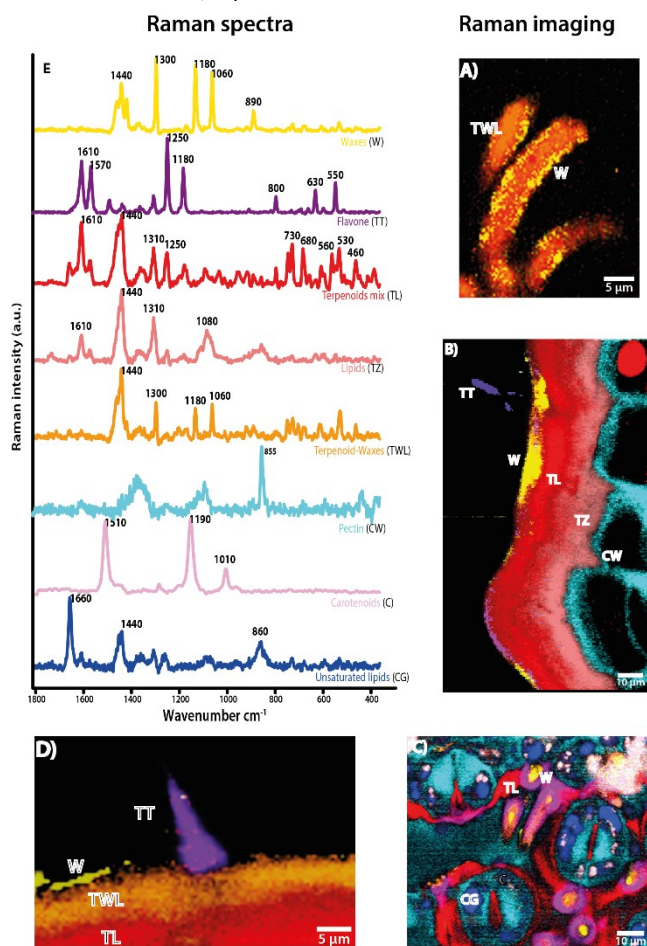 Raman spectra
Raman imaging
E
1440
1300
1180
1060
890
Waxes (W)
1610
1570
1250
1180
800
630
550
Flavone (TT)
1610
1440
1310
1250
730
680
560
530
460
Terpenoids mix (TL)
1610
1440
1310
1080
Lipids (TZ)
1440
1300
1180
1060
Terpenoid-Waxes (TWL)
855
Pectin (CW)
1510
1190
1010
Carotenoids (C)
1660
1440
860
Unsaturated lipids (CG)
Raman intensity (a.u.)
1800 1600 1400 1200 1000 800 600 400
Wavenumber cm-1
A)
TWL
W
5 µm
B)
TT
W
TL
TZ
CW
10 µm
D)
TT
W
TWL
TL
5 µm
C)
TL
W
C
CG
10 µm